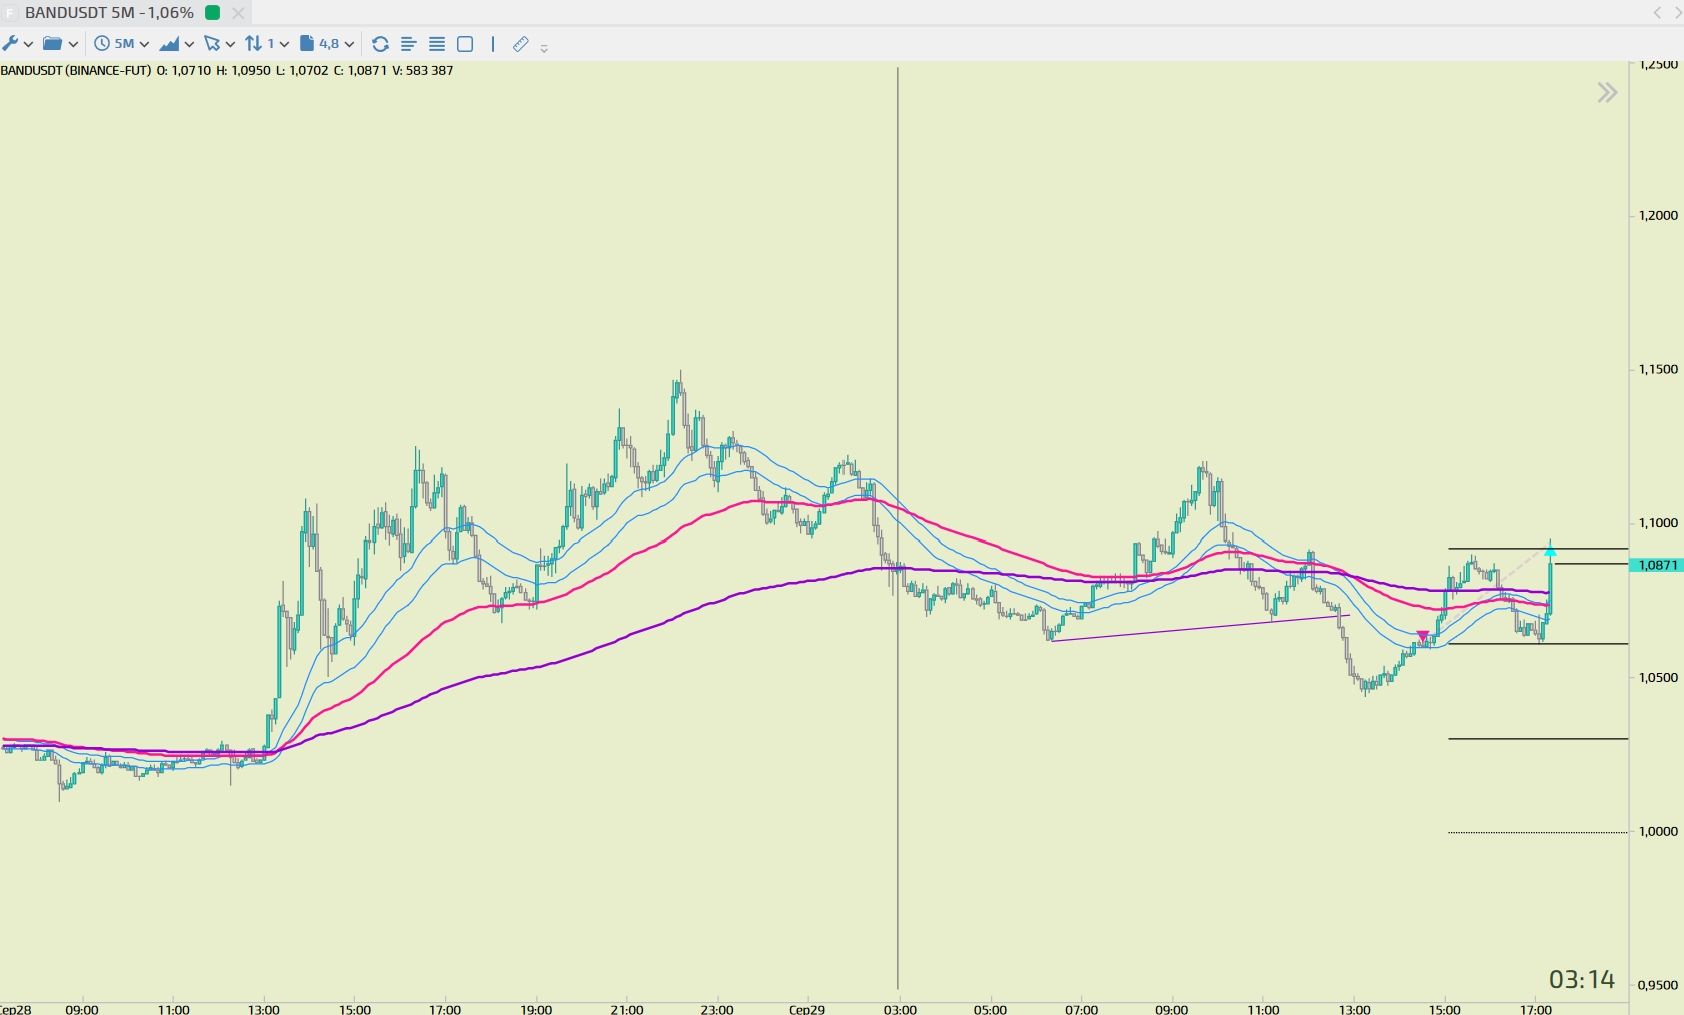 F BANDUSDT 5M -1,06%
5M 1 4,8
BANDUSDT (BINANCE-FUT) O: 1,0710 H: 1,0950 L: 1,0702 C: 1,0871 V: 583 387
1,2500
1,2000
1,1500
1,1000
1,0871
1,0500
1,0000
0,9500
03:14
Сер28 09:00 11:00 13:00 15:00 17:00 19:00 21:00 23:00 Сер29 03:00 05:00 07:00 09:00 11:00 13:00 15:00 17:00